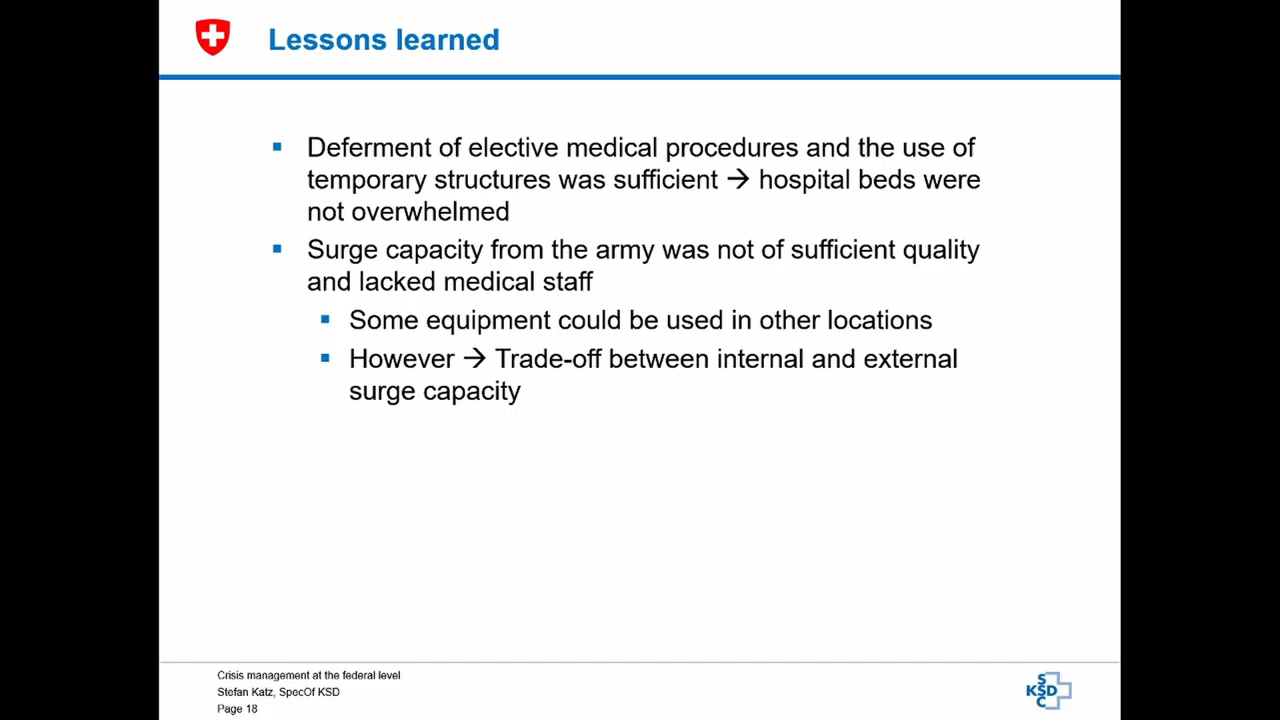 Lessons learned
Deferment of elective medical procedures and the use of
temporary structures was sufficient → hospital beds were
not overwhelmed
Surge capacity from the army was not of sufficient quality
and lacked medical staff
Some equipment could be used in other locations
However → Trade-off between internal and external
surge capacity
Crisis management at the federal level
Stefan Katz, SpecOf KSD
Page 18
S
KSD
C